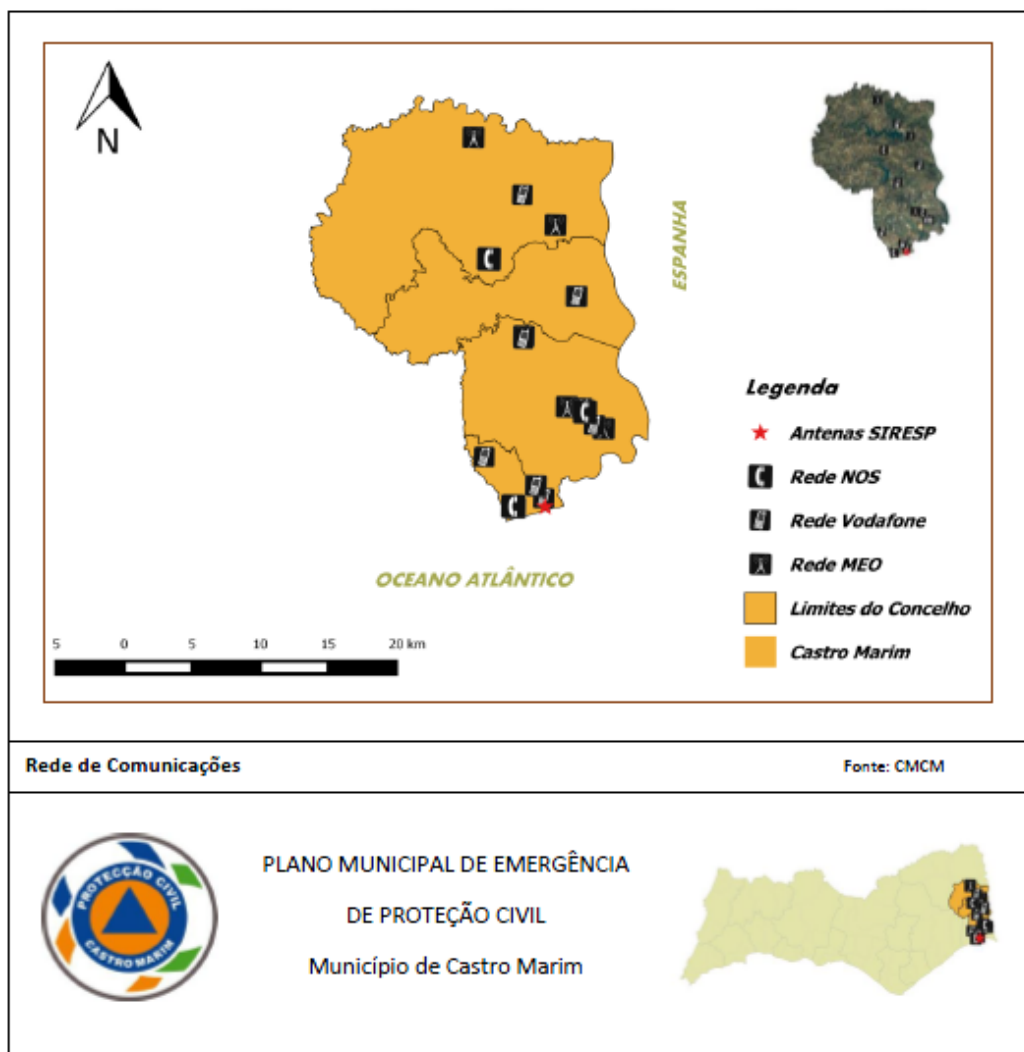 N
ESPANHA
OCEANO ATLÂNTICO
Legenda
Antenas SIRESP
Rede NOS
Rede Vodafone
Rede MEO
Limites do Concelho
Castro Marim
5 0 5 10 15 20 km
Rede de Comunicações
Fonte: CMCM
PROTECÇÃO CIVIL
CASTRO MARIM
PLANO MUNICIPAL DE EMERGÊNCIA
DE PROTEÇÃO CIVIL
Município de Castro Marim